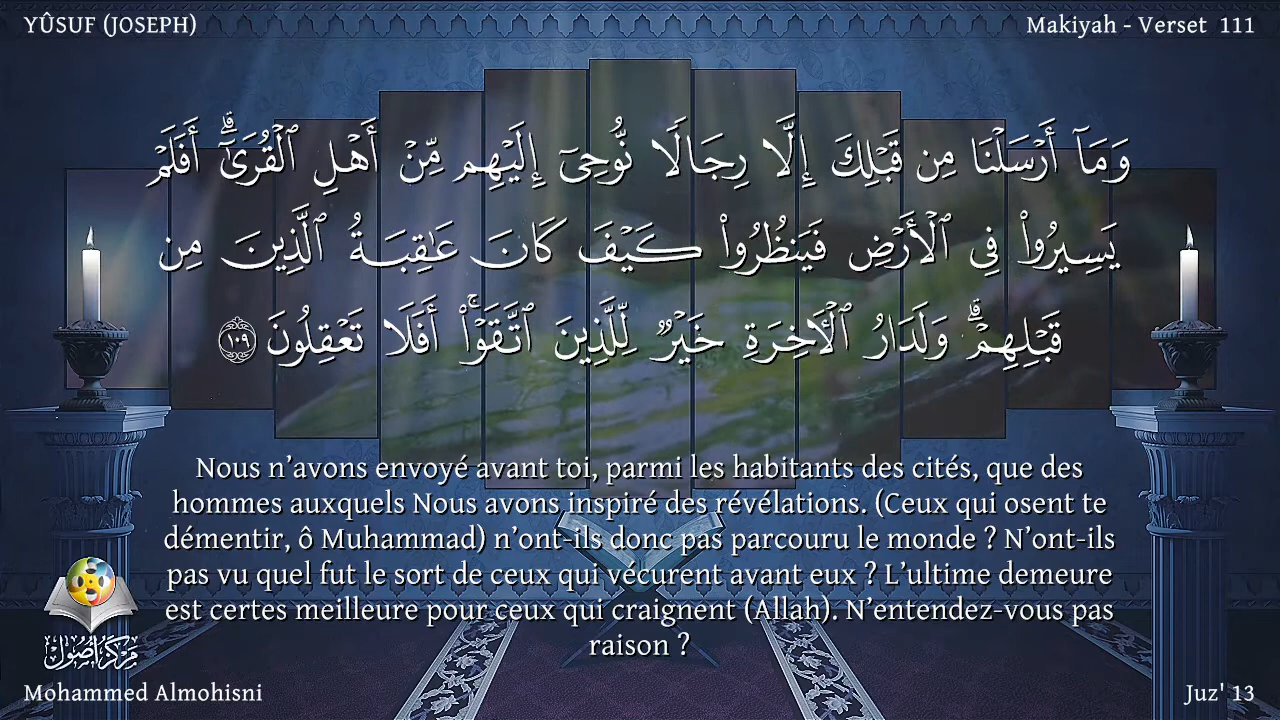 YÛSUF (JOSEPH)
Makiyah - Verset 111
وَمَآ أَرۡسَلۡنَا مِن قَبۡلِكَ إِلَّا رِجَالٗا نُّوحِيٓ إِلَيۡهِم مِّنۡ أَهۡلِ ٱلۡقُرَىٰٓۗ أَفَلَمۡ
يَسِيرُواْ فِي ٱلۡأَرۡضِ فَيَنظُرُواْ كَيۡفَ كَانَ عَٰقِبَةُ ٱلَّذِينَ مِن
قَبۡلِهِمۡۗ وَلَدَارُ ٱلۡأٓخِرَةِ خَيۡرٞ لِّلَّذِينَ ٱتَّقَوۡاْۚ أَفَلَا تَعۡقِلُونَ ١٠٩
Nous n’avons envoyé avant toi, parmi les habitants des cités, que des
hommes auxquels Nous avons inspiré des révélations. (Ceux qui osent te
démentir, ô Muhammad) n’ont-ils donc pas parcouru le monde ? N’ont-ils
pas vu quel fut le sort de ceux qui vécurent avant eux ? L’ultime demeure
est certes meilleure pour ceux qui craignent (Allah). N’entendez-vous pas
raison ?
مركز أصول
Mohammed Almohisni
Juz' 13